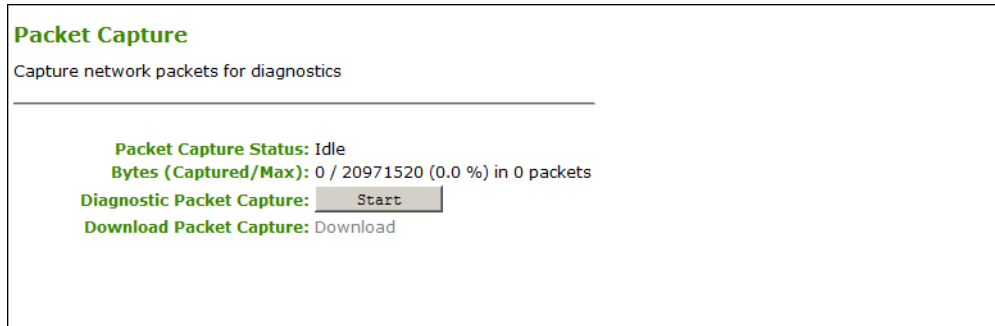 Packet Capture
Capture network packets for diagnostics
Packet Capture Status: Idle
Bytes (Captured/Max): 0 / 20971520 (0.0 %) in 0 packets
Diagnostic Packet Capture: Start
Download Packet Capture: Download